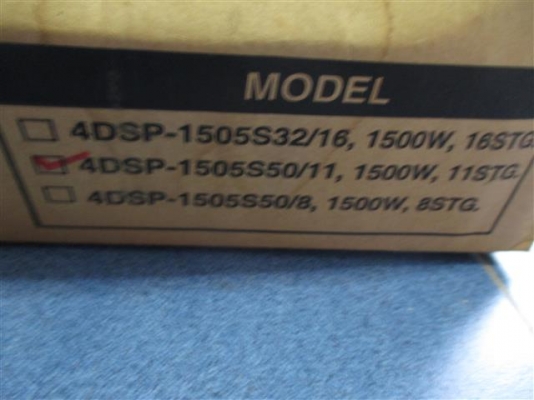 MODEL
4DSP-1505S32/16, 1500W, 16STG.
4DSP-1505S50/11, 1500W, 11STG.
4DSP-1505S50/8, 1500W, 8STG.